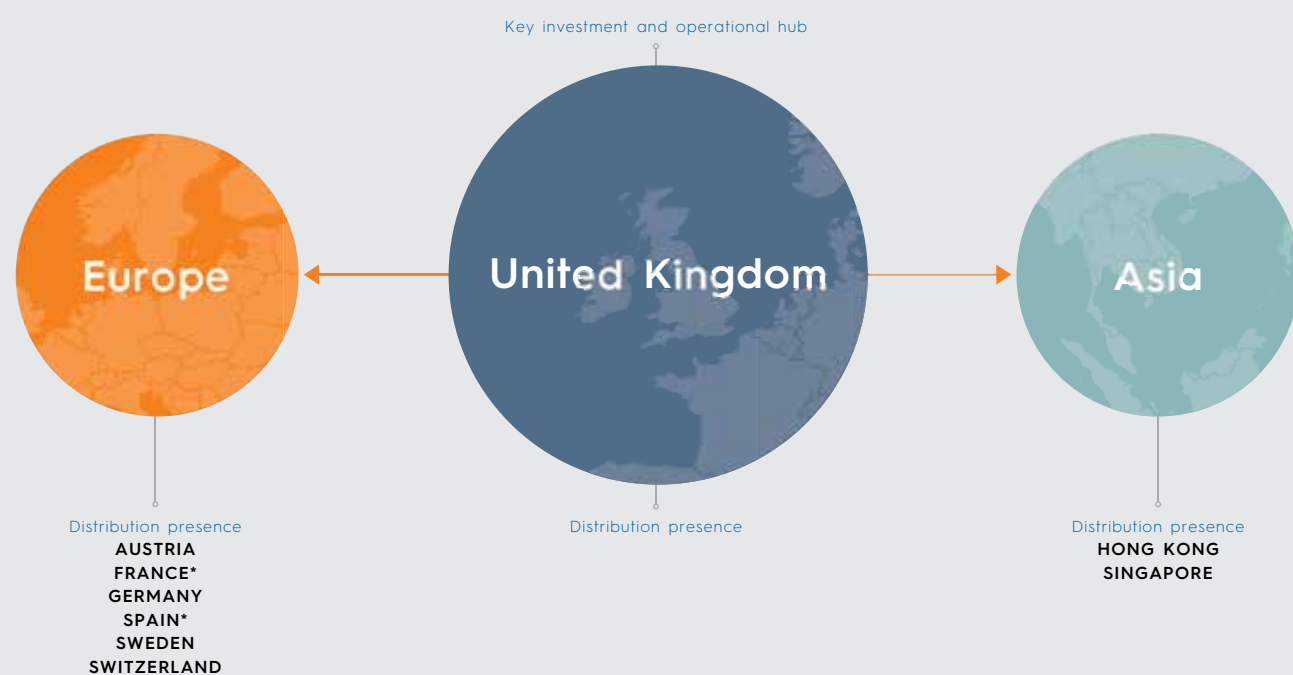 Key investment and operational hub
Europe
United Kingdom
Asia
Distribution presence
AUSTRIA
FRANCE*
GERMANY
SPAIN*
SWEDEN
SWITZERLAND
Distribution presence
Distribution presence
HONG KONG
SINGAPORE